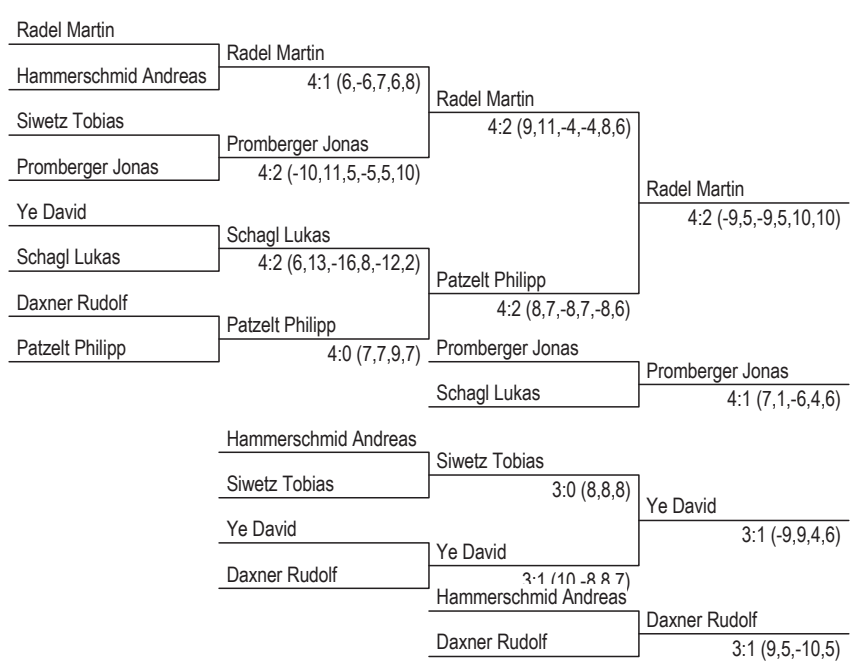 Radel Martin
Radel Martin
Hammerschmid Andreas
4:1 (6,-6,7,6,8)
Radel Martin
Siwetz Tobias
4:2 (9,11,-4,-4,8,6)
Promberger Jonas
Promberger Jonas
4:2 (-10,11,5,-5,5,10)
Radel Martin
Ye David
4:2 (-9,5,-9,5,10,10)
Schagl Lukas
Schagl Lukas
4:2 (6,13,-16,8,-12,2)
Patzelt Philipp
Daxner Rudolf
4:2 (8,7,-8,7,-8,6)
Patzelt Philipp
Patzelt Philipp
4:0 (7,7,9,7)
Promberger Jonas
Promberger Jonas
Schagl Lukas
4:1 (7,1,-6,4,6)
Hammerschmid Andreas
Siwetz Tobias
Siwetz Tobias
3:0 (8,8,8)
Ye David
Ye David
3:1 (-9,9,4,6)
Ye David
Daxner Rudolf
3:1 (10,-8,8,7)
Hammerschmid Andreas
Daxner Rudolf
Daxner Rudolf
3:1 (9,5,-10,5)